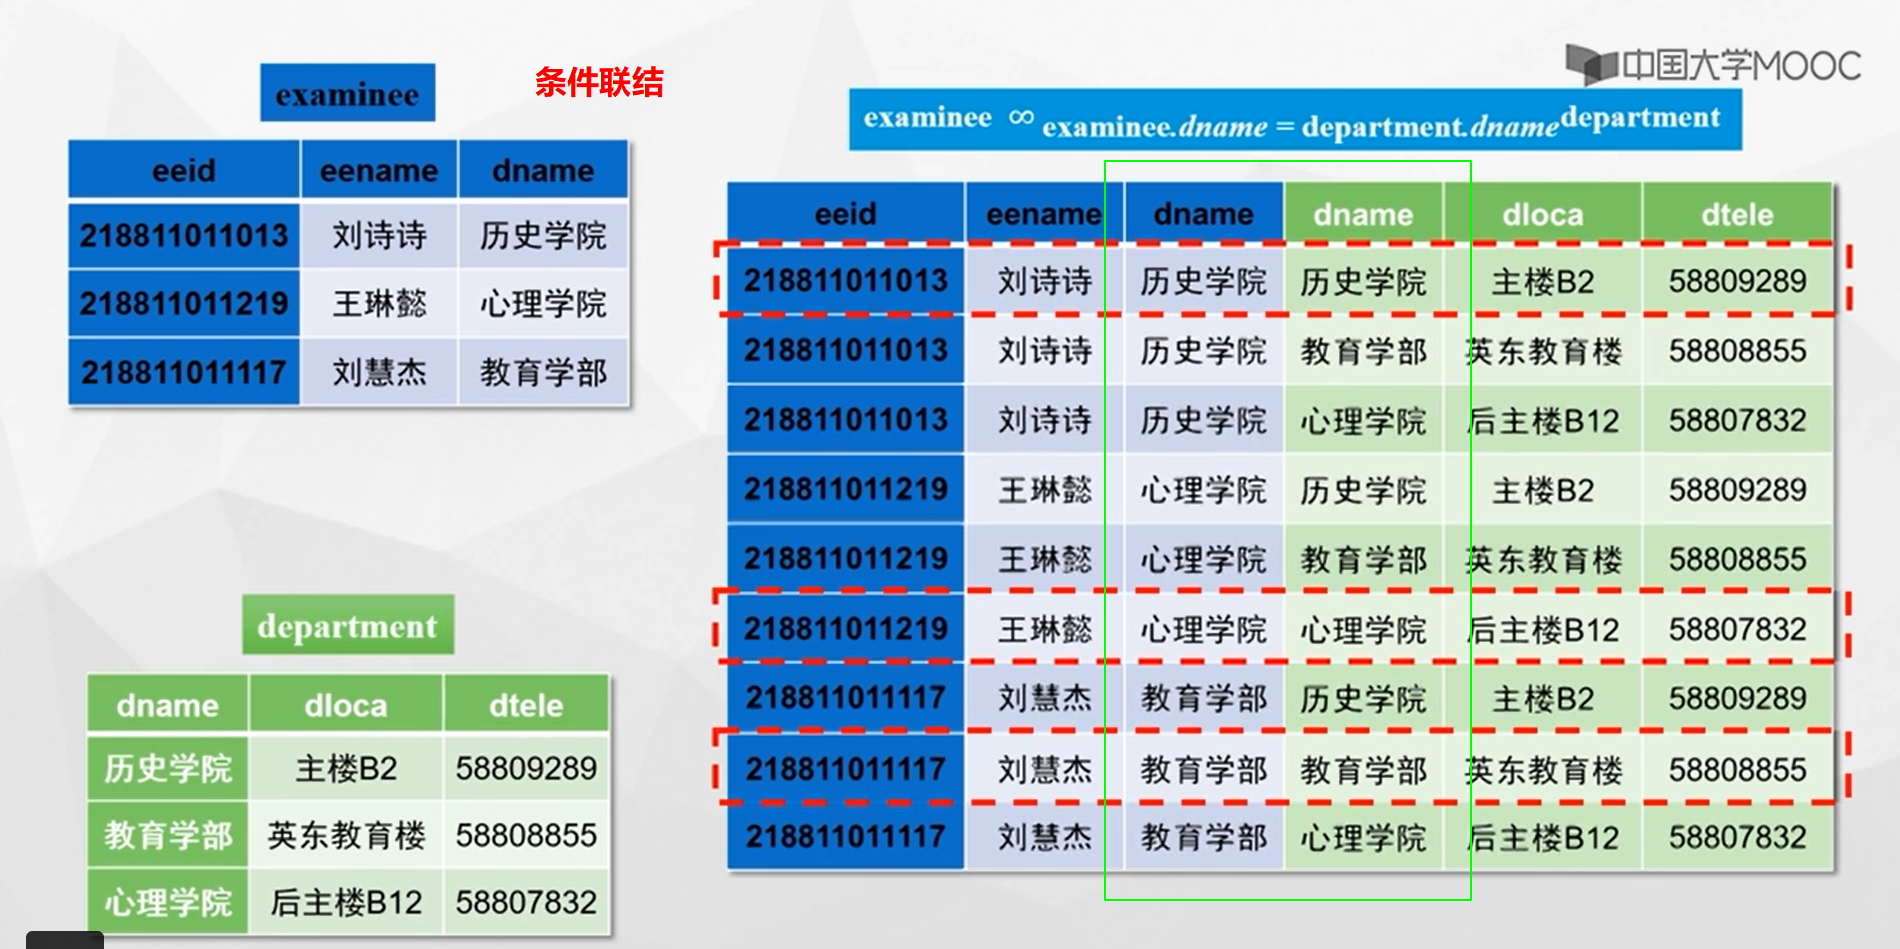 中国大学MOOC
条件联结
examinee
eeid eename dname
218811011013 刘诗诗 历史学院
218811011219 王琳懿 心理学院
218811011117 刘慧杰 教育学部
department
dname dloca dtele
历史学院 主楼B2 58809289
教育学部 英东教育楼 58808855
心理学院 后主楼B12 58807832
examinee ∞ examinee.dname = department.dname department
eeid eename dname dname dloca dtele
218811011013 刘诗诗 历史学院 历史学院 主楼B2 58809289
218811011013 刘诗诗 历史学院 教育学部 英东教育楼 58808855
218811011013 刘诗诗 历史学院 心理学院 后主楼B12 58807832
218811011219 王琳懿 心理学院 历史学院 主楼B2 58809289
218811011219 王琳懿 心理学院 教育学部 英东教育楼 58808855
218811011219 王琳懿 心理学院 心理学院 后主楼B12 58807832
218811011117 刘慧杰 教育学部 历史学院 主楼B2 58809289
218811011117 刘慧杰 教育学部 教育学部 英东教育楼 58808855
218811011117 刘慧杰 教育学部 心理学院 后主楼B12 58807832